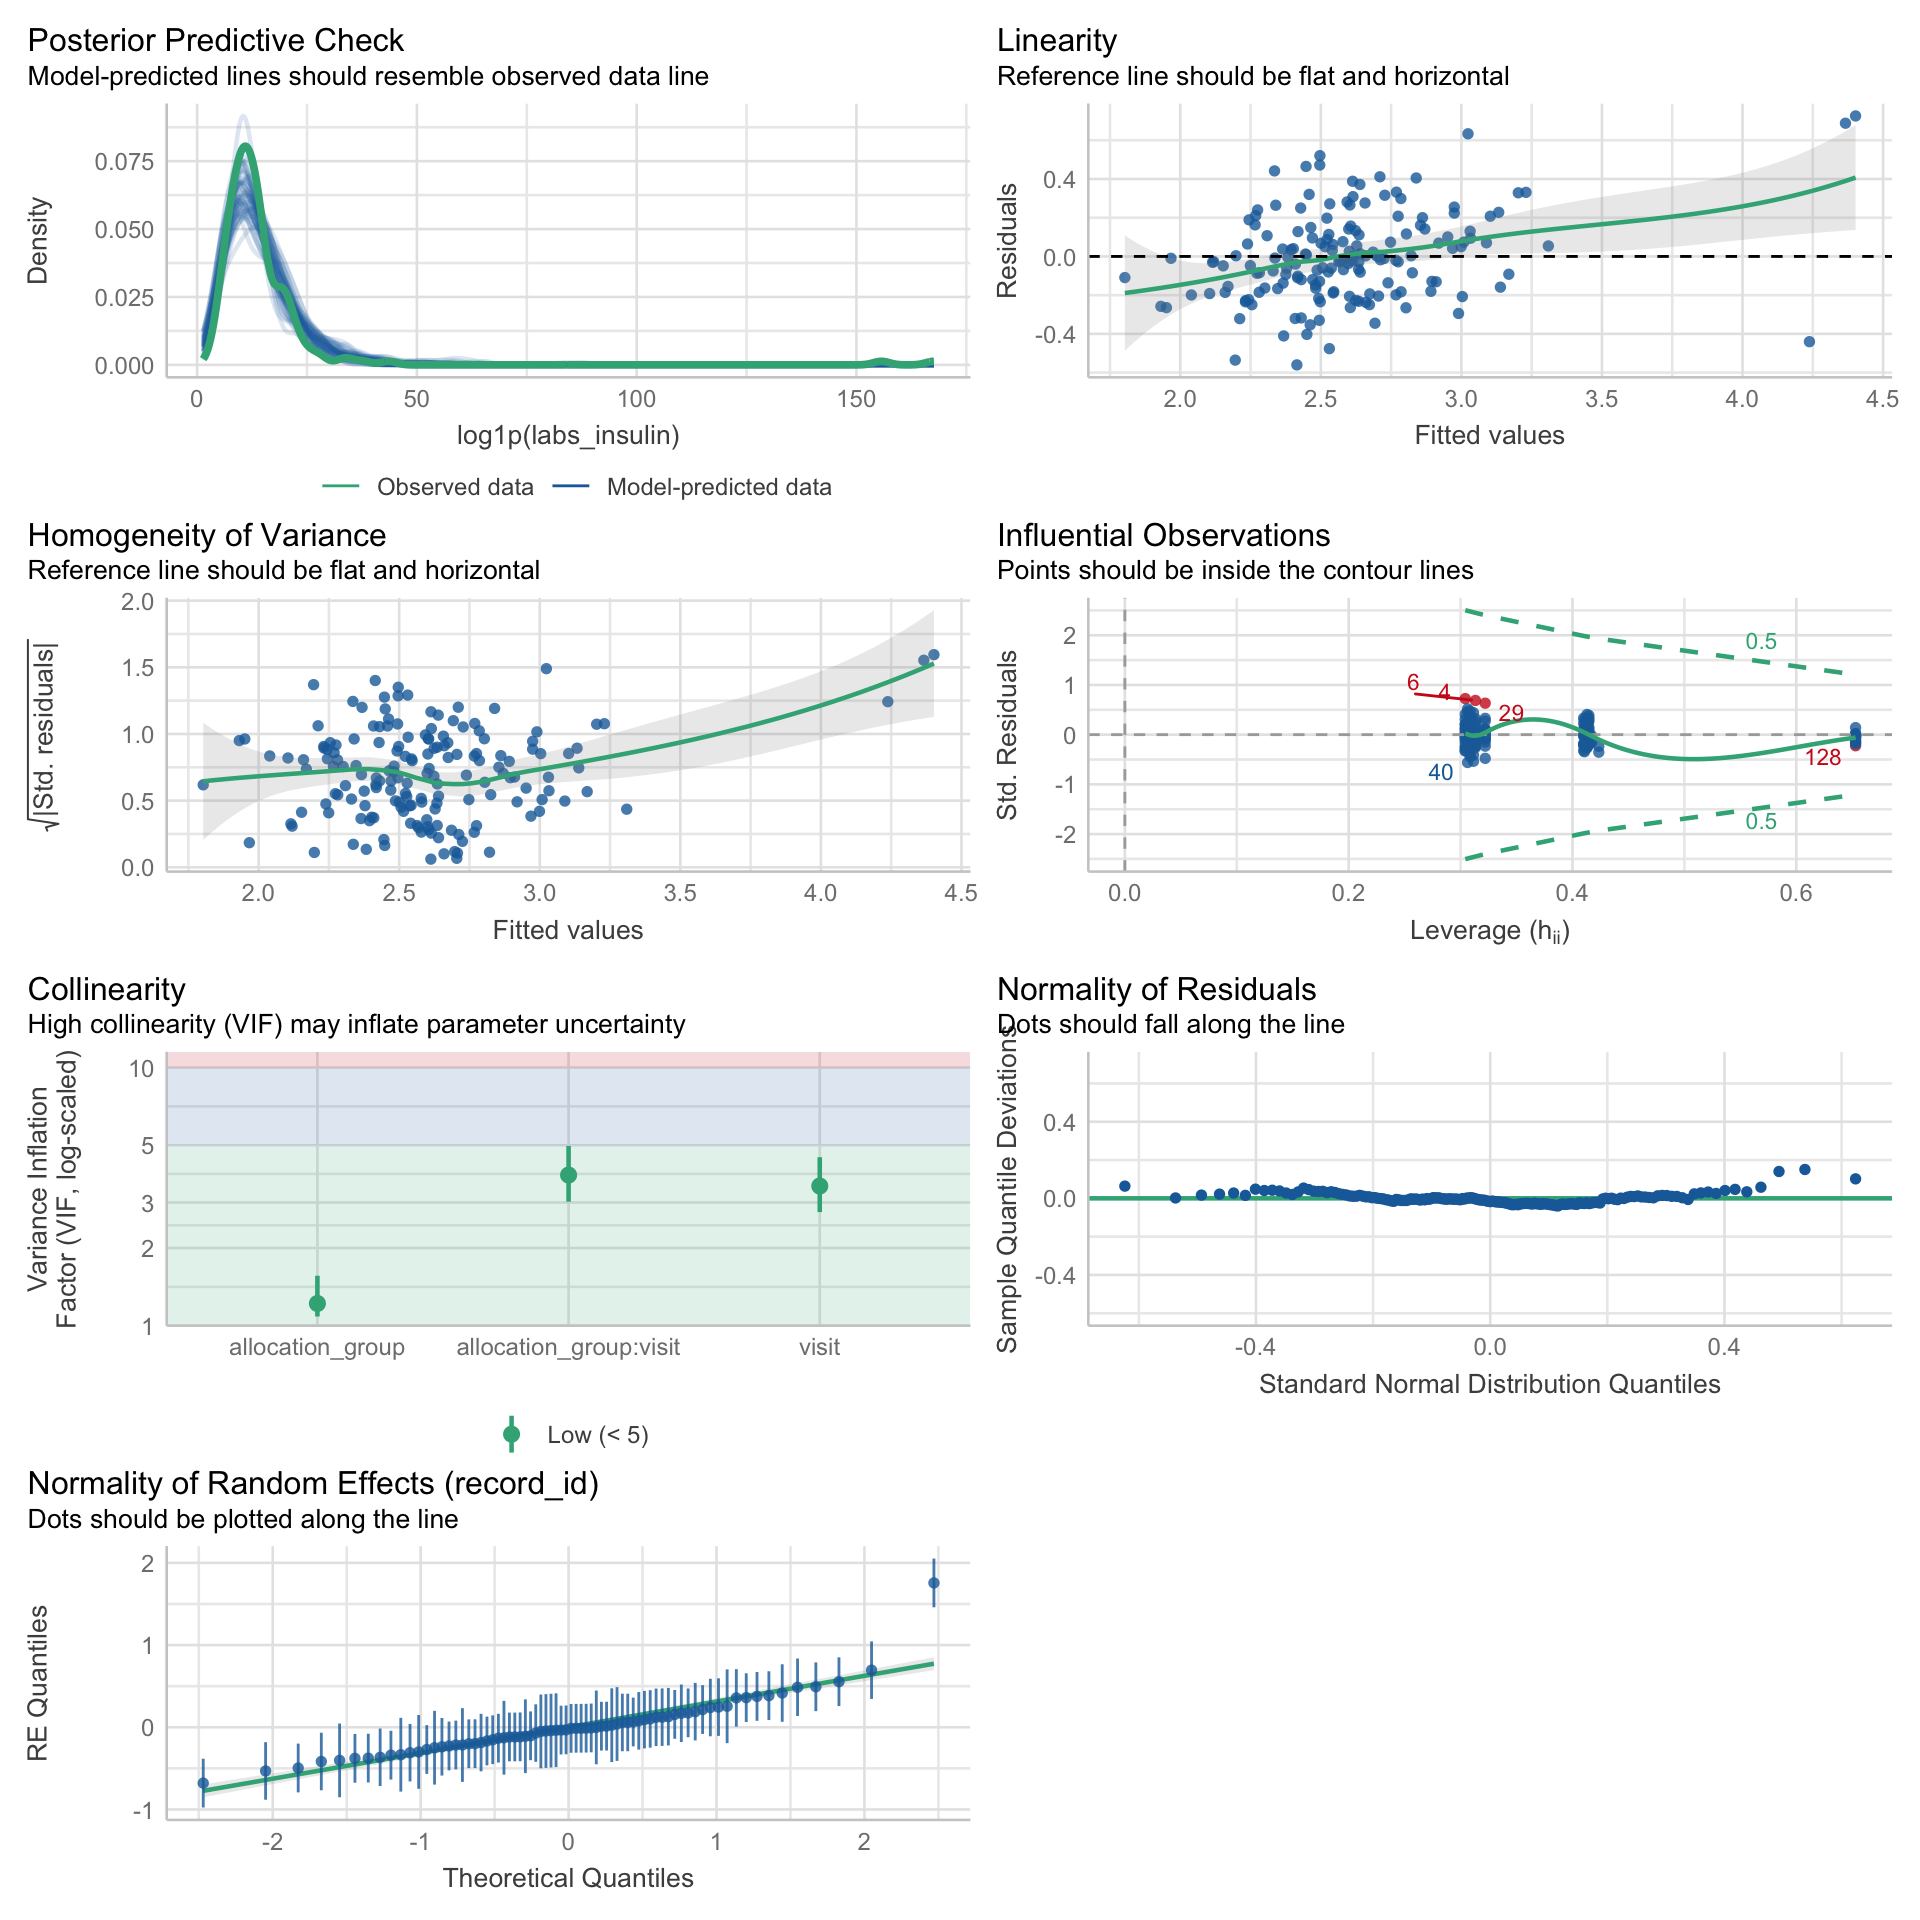 Posterior Predictive Check
Model-predicted lines should resemble observed data line
Density
0.075
0.050
0.025
0.000
0
50
100
150
log1p(labs_insulin)
Observed data
Model-predicted data
Linearity
Reference line should be flat and horizontal
Residuals
0.4
0.0
-0.4
2.0
2.5
3.0
3.5
4.0
4.5
Fitted values
Homogeneity of Variance
Reference line should be flat and horizontal
√|Std. residuals|
2.0
1.5
1.0
0.5
0.0
2.0
2.5
3.0
3.5
4.0
4.5
Fitted values
Influential Observations
Points should be inside the contour lines
Std. Residuals
2
1
0
-1
-2
0.5
6
4
29
40
128
0.5
0.0
0.2
0.4
0.6
Leverage (hii)
Collinearity
High collinearity (VIF) may inflate parameter uncertainty
Variance Inflation
Factor (VIF, log-scaled)
10
5
3
2
1
allocation_group
allocation_group:visit
visit
Low (< 5)
Normality of Residuals
Dots should fall along the line
Sample Quantile Deviations
0.4
0.0
-0.4
-0.4
0.0
0.4
Standard Normal Distribution Quantiles
Normality of Random Effects (record_id)
Dots should be plotted along the line
RE Quantiles
2
1
0
-1
-2
-1
0
1
2
Theoretical Quantiles